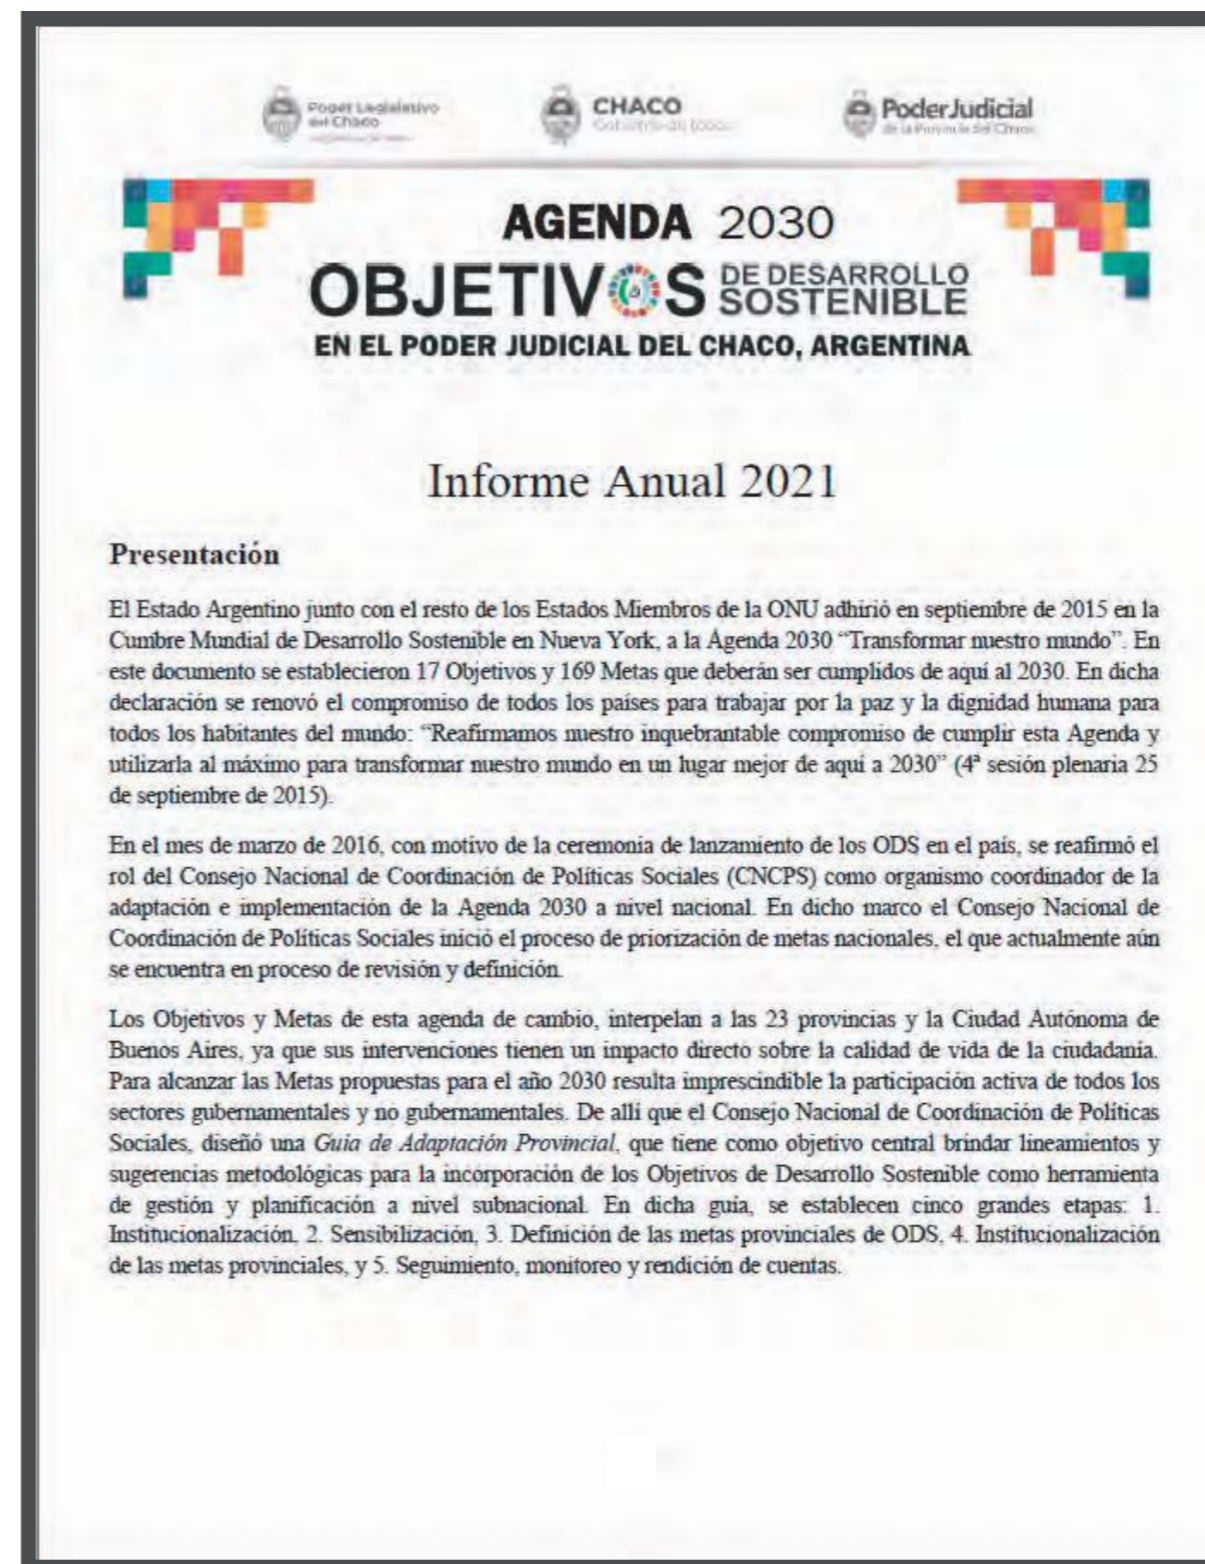 Poder Legislativo
del Chaco
CHACO
Gobierno de todos
Poder Judicial
de la Provincia del Chaco
AGENDA 2030
OBJETIVOS DE DESARROLLO
SOSTENIBLE
EN EL PODER JUDICIAL DEL CHACO, ARGENTINA
Informe Anual 2021
Presentación
El Estado Argentino junto con el resto de los Estados Miembros de la ONU adhirió en septiembre de 2015 en la
Cumbre Mundial de Desarrollo Sostenible en Nueva York, a la Agenda 2030 “Transformar nuestro mundo”. En
este documento se establecieron 17 Objetivos y 169 Metas que deberán ser cumplidos de aquí al 2030. En dicha
declaración se renovó el compromiso de todos los países para trabajar por la paz y la dignidad humana para
todos los habitantes del mundo: “Reafirmamos nuestro inquebrantable compromiso de cumplir esta Agenda y
utilizarla al máximo para transformar nuestro mundo en un lugar mejor de aquí a 2030” (4ª sesión plenaria 25
de septiembre de 2015).
En el mes de marzo de 2016, con motivo de la ceremonia de lanzamiento de los ODS en el país, se reafirmó el
rol del Consejo Nacional de Coordinación de Políticas Sociales (CNCPS) como organismo coordinador de la
adaptación e implementación de la Agenda 2030 a nivel nacional. En dicho marco el Consejo Nacional de
Coordinación de Políticas Sociales inició el proceso de priorización de metas nacionales, el que actualmente aún
se encuentra en proceso de revisión y definición.
Los Objetivos y Metas de esta agenda de cambio, interpelan a las 23 provincias y la Ciudad Autónoma de
Buenos Aires, ya que sus intervenciones tienen un impacto directo sobre la calidad de vida de la ciudadanía.
Para alcanzar las Metas propuestas para el año 2030 resulta imprescindible la participación activa de todos los
sectores gubernamentales y no gubernamentales. De allí que el Consejo Nacional de Coordinación de Políticas
Sociales, diseñó una Guía de Adaptación Provincial, que tiene como objetivo central brindar lineamientos y
sugerencias metodológicas para la incorporación de los Objetivos de Desarrollo Sostenible como herramienta
de gestión y planificación a nivel subnacional. En dicha guía, se establecen cinco grandes etapas: 1.
Institucionalización, 2. Sensibilización, 3. Definición de las metas provinciales de ODS, 4. Institucionalización
de las metas provinciales, y 5. Seguimiento, monitoreo y rendición de cuentas.